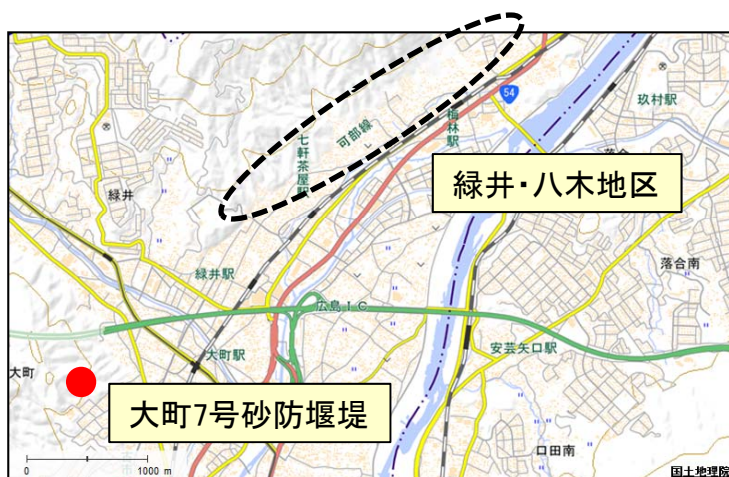 54
玖村駅
梅林駅
可部線
七軒茶屋駅
緑井・八木地区
緑井
落合
落合南
緑井駅
広島IC
大町駅
安芸矢口駅
大町
大町7号砂防堰堤
口田南
0
1000 m
国土地理院